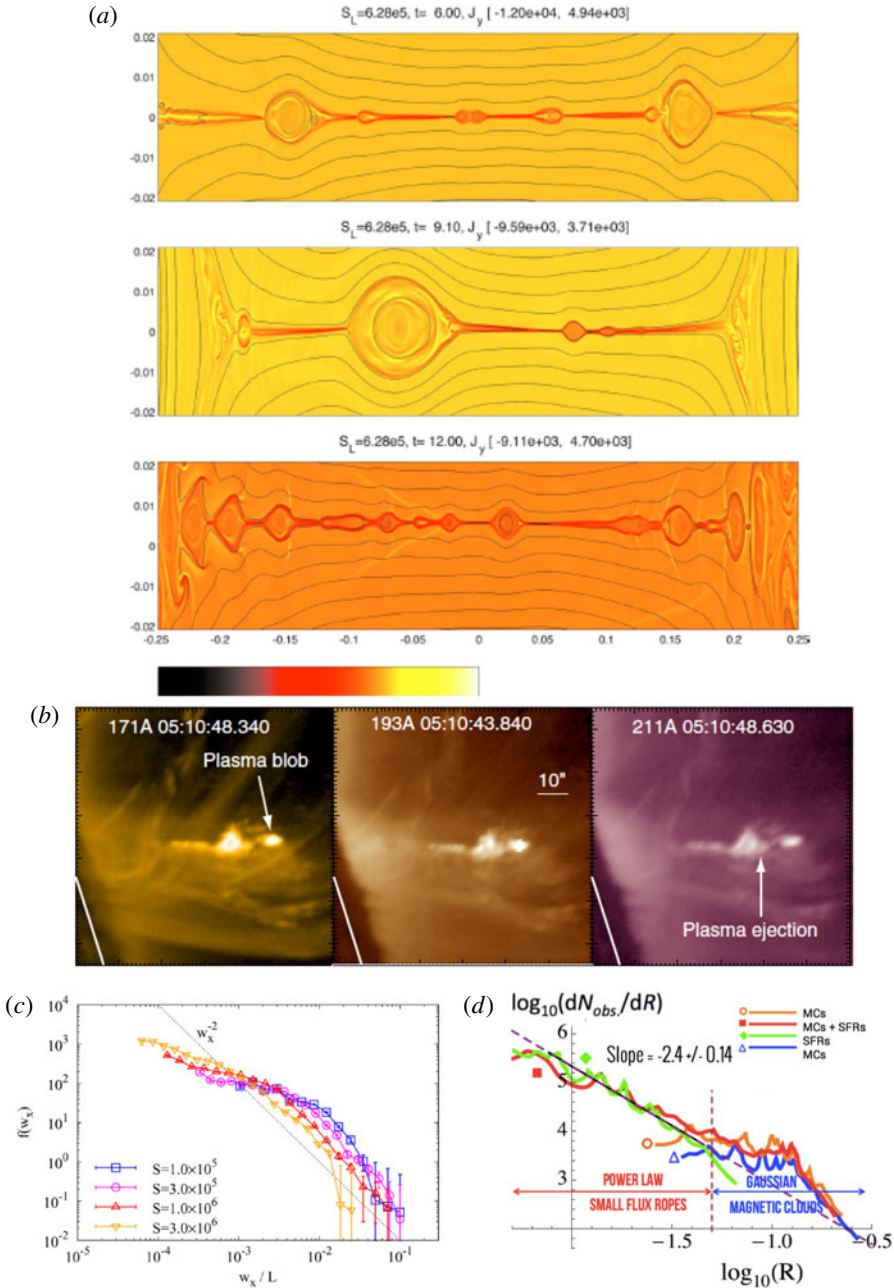 (a)
S_L=6.28e5, t= 6.00, J_y [ -1.20e+04, 4.94e+03]
0.02
0.01
0
-0.01
-0.02
S_L=6.28e5, t= 9.10, J_y [ -9.59e+03, 3.71e+03]
0.02
0.01
0
-0.01
-0.02
S_L=6.28e5, t= 12.00, J_y [ -9.11e+03, 4.70e+03]
0.02
0.01
0
-0.01
-0.02
-0.25 -0.2 -0.15 -0.1 -0.05 0 0.05 0.1 0.15 0.2 0.25
(b)
171A 05:10:48.340
Plasma blob
193A 05:10:43.840
10"
211A 05:10:48.630
Plasma ejection
(c)
10^4
10^3
10^2
10^1
10^0
10^-1
10^-2
f(w_x)
w_x^-2
S=1.0×10^5
S=3.0×10^5
S=1.0×10^6
S=3.0×10^6
10^-5 10^-4 10^-3 10^-2 10^-1
w_x / L
(d)
log10(dN_obs./dR)
MCs
MCs + SFRs
SFRs
MCs
Slope = -2.4 +/- 0.14
6
5
4
3
POWER LAW
SMALL FLUX ROPES
GAUSSIAN
MAGNETIC CLOUDS
-1.5 -1.0 -0.5
log10(R)